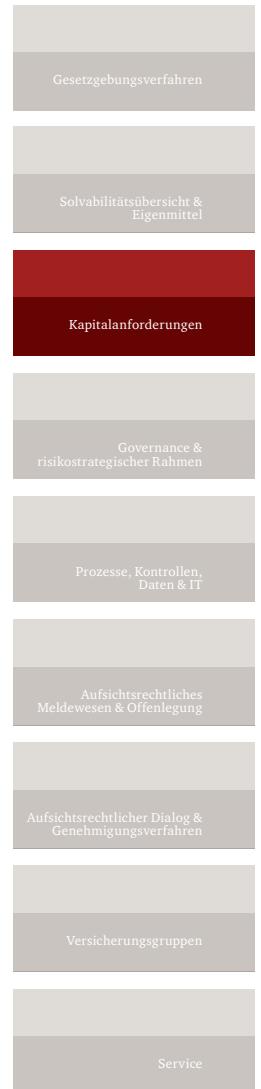 Gesetzgebungsverfahren
Solvabilitätsübersicht &
Eigenmittel
Kapitalanforderungen
Governance &
risikostrategischer Rahmen
Prozesse, Kontrollen,
Daten & IT
Aufsichtsrechtliches
Meldewesen & Offenlegung
Aufsichtsrechtlicher Dialog &
Genehmigungsverfahren
Versicherungsgruppen
Service